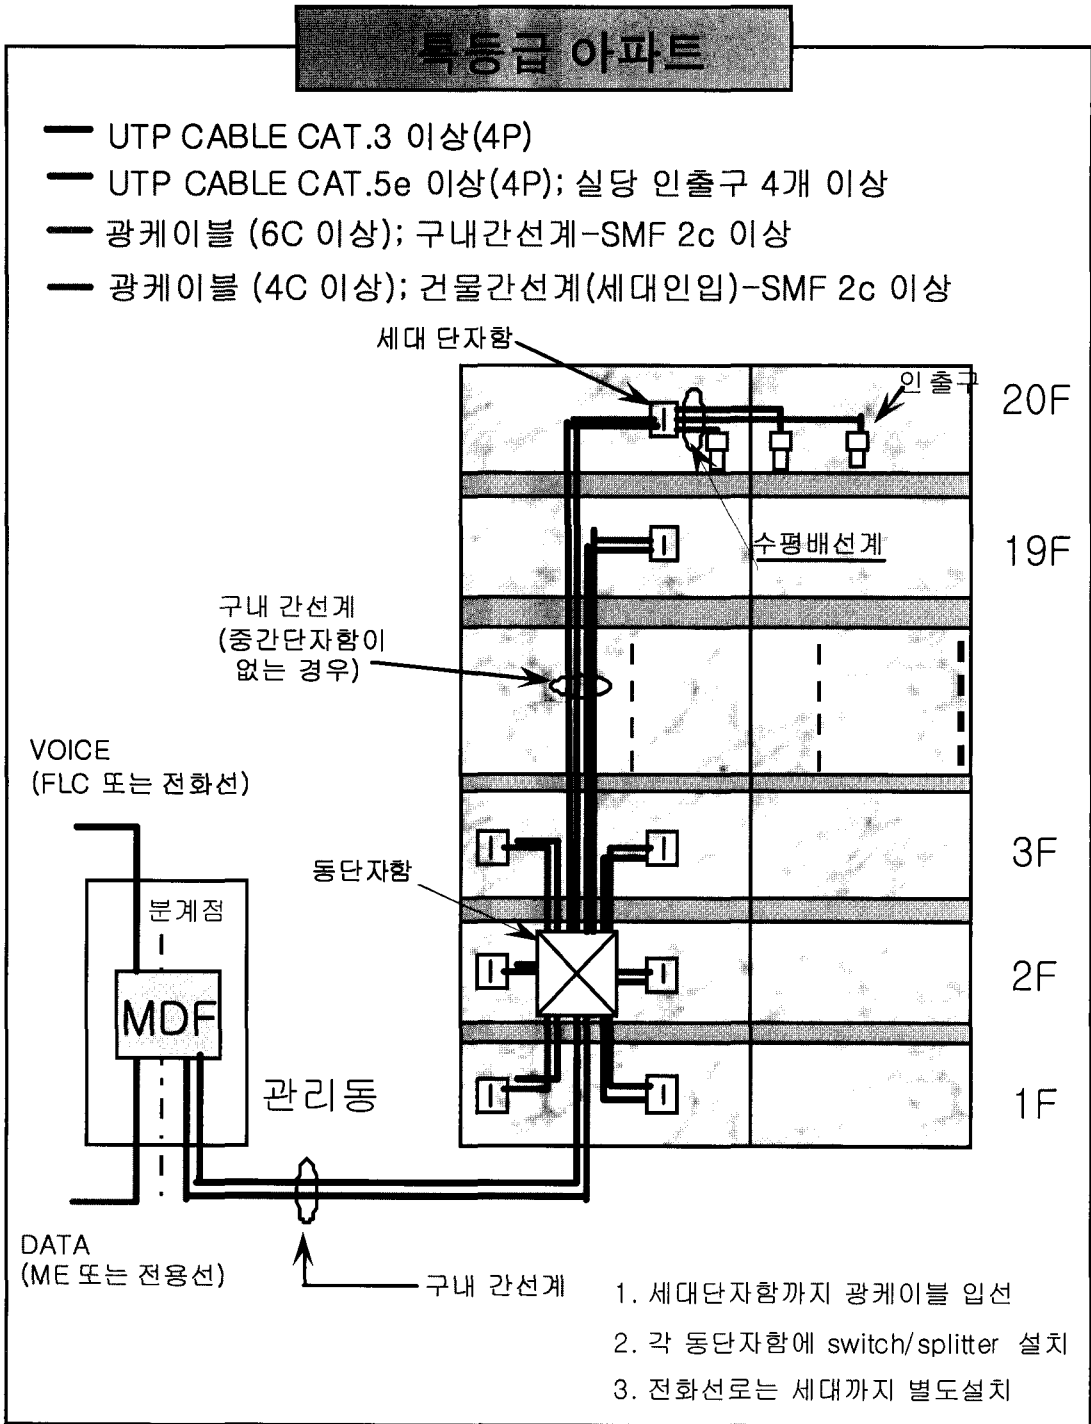 특등급 아파트
UTP CABLE CAT.3 이상(4P)
UTP CABLE CAT.5e 이상(4P); 실당 인출구 4개 이상
광케이블 (6C 이상); 구내간선계-SMF 2c 이상
광케이블 (4C 이상); 건물간선계(세대인입)-SMF 2c 이상
세대 단자함
인출구
20F
수평배선계
19F
구내 간선계
(중간단자함이
없는 경우)
VOICE
(FLC 또는 전화선)
3F
동단자함
분계점
2F
MDF
관리동
1F
DATA
(ME 또는 전용선)
구내 간선계
1. 세대단자함까지 광케이블 입선
2. 각 동단자함에 switch/splitter 설치
3. 전화선로는 세대까지 별도설치